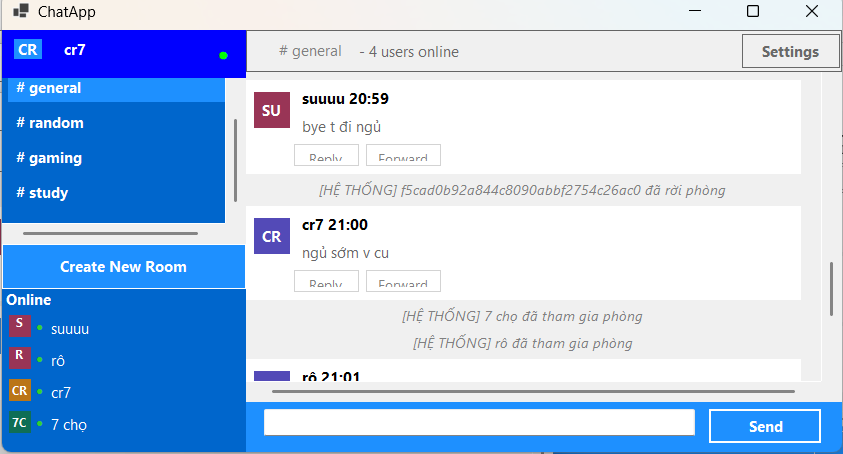 ChatApp
CR cr7
# general
# random
# gaming
# study
Create New Room
Online
S suuuu
R rô
CR cr7
7C 7 chọ
# general - 4 users online
Settings
SU suuuu 20:59
bye t đi ngủ
Reply Forward
[HỆ THỐNG] f5cad0b92a844c8090abbf2754c26ac0 đã rời phòng
CR cr7 21:00
ngủ sớm v cu
Reply Forward
[HỆ THỐNG] 7 chọ đã tham gia phòng
[HỆ THỐNG] rô đã tham gia phòng
rô 21:01
Send